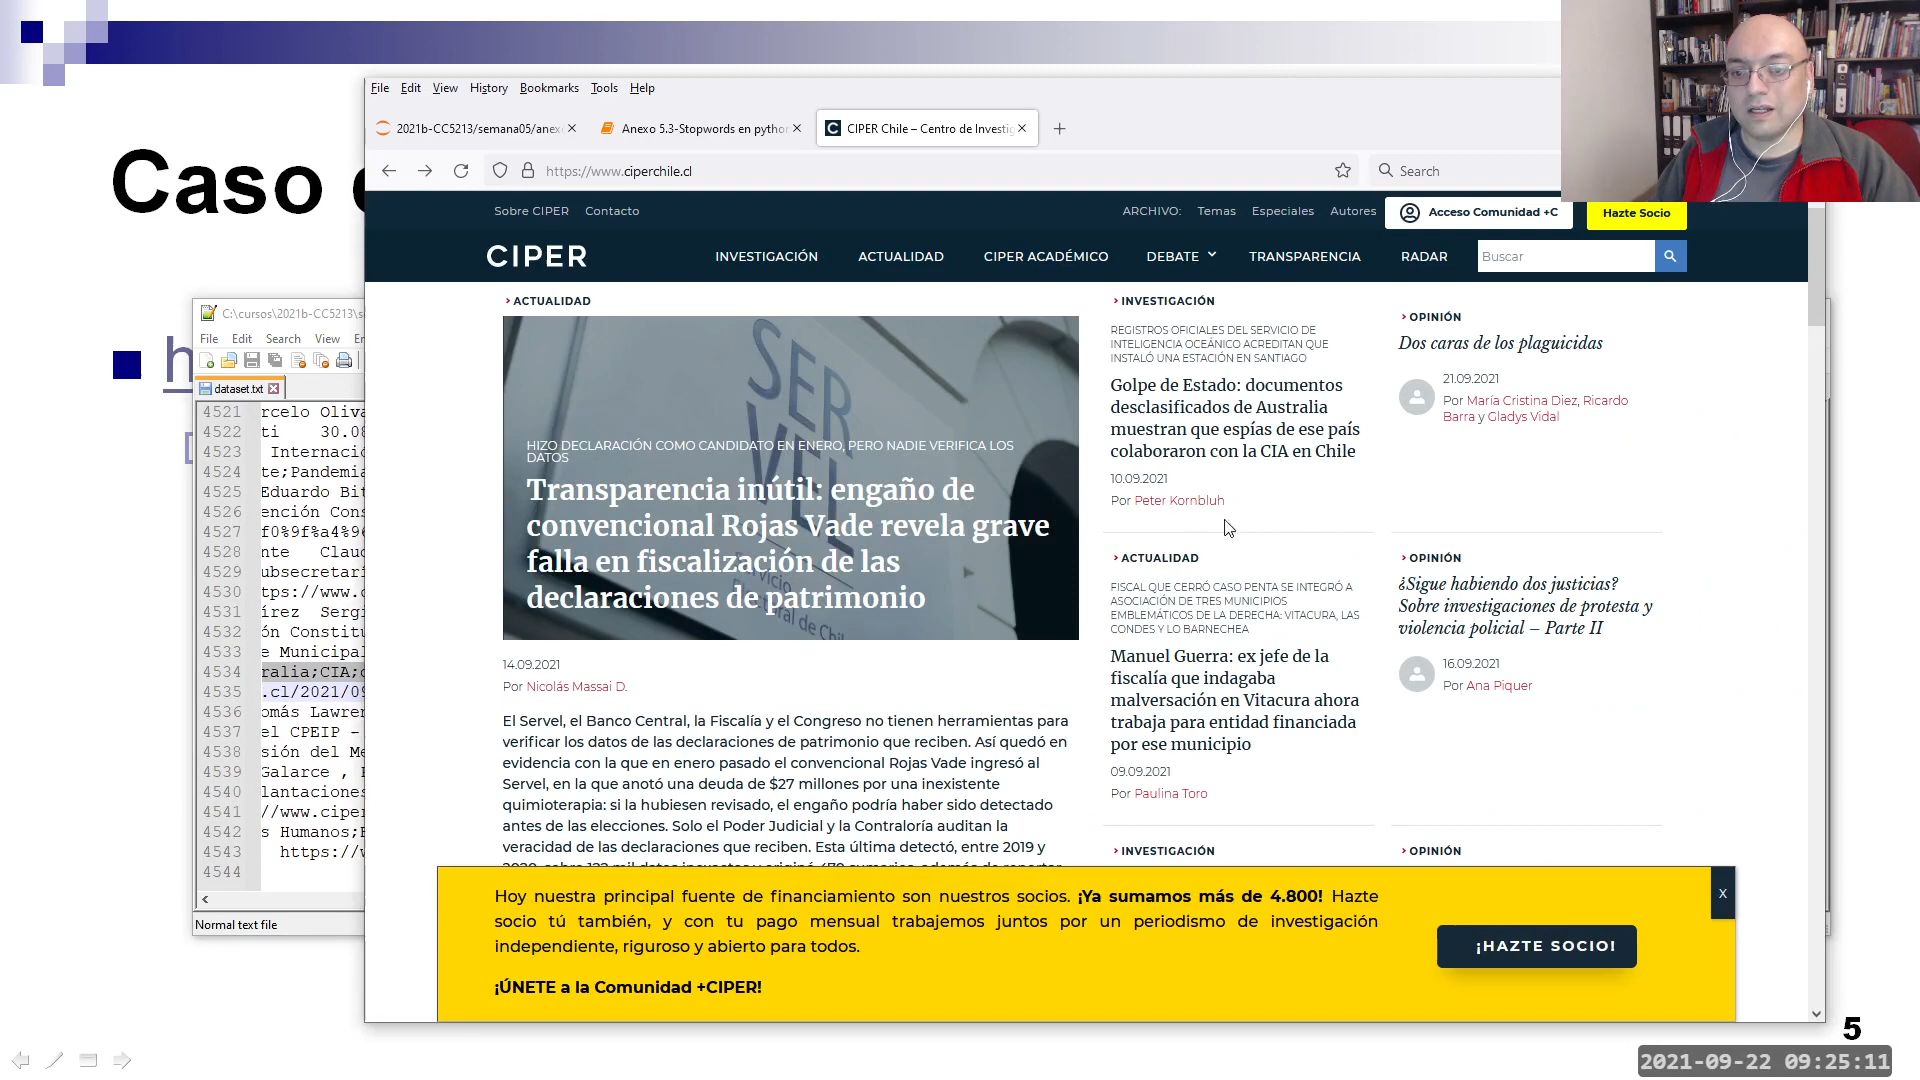 Caso
h
C:\cursos\2021b-CC5213\s
File Edit Search View En
dataset.txt
4521 rcelo Oliva
4522 ti 30.08
4523 Internació
4524 te;Pandemia
4525 Eduardo Bit
4526 ención Cons
4527 f0%9f%a4%96
4528 nte Claud
4529 ubsecretarí
4530 tps://www.c
4531 írez Sergi
4532 ón Constitu
4533 e Municipal
4534 ralia;CIA;c
4535 .cl/2021/09
4536 omás Lawren
4537 el CPEIP -
4538 sión del Me
4539 Galarce , P
4540 lantaciones
4541 //www.cipe
4542 s Humanos;
4543 https://w
4544
Normal text file
File Edit View History Bookmarks Tools Help
2021b-CC5213/semana05/anex
Anexo 5.3-Stopwords en python
CIPER Chile – Centro de Investig
https://www.ciperchile.cl
Search
Sobre CIPER Contacto
ARCHIVO: Temas Especiales Autores Acceso Comunidad +C Hazte Socio
CIPER INVESTIGACIÓN ACTUALIDAD CIPER ACADÉMICO DEBATE TRANSPARENCIA RADAR Buscar
ACTUALIDAD
SERVEL
Servicio
Electoral de Chil
HIZO DECLARACIÓN COMO CANDIDATO EN ENERO, PERO NADIE VERIFICA LOS
DATOS
Transparencia inútil: engaño de
convencional Rojas Vade revela grave
falla en fiscalización de las
declaraciones de patrimonio
14.09.2021
Por Nicolás Massai D.
El Servel, el Banco Central, la Fiscalía y el Congreso no tienen herramientas para
verificar los datos de las declaraciones de patrimonio que reciben. Así quedó en
evidencia con la que en enero pasado el convencional Rojas Vade ingresó al
Servel, en la que anotó una deuda de $27 millones por una inexistente
quimioterapia: si la hubiesen revisado, el engaño podría haber sido detectado
antes de las elecciones. Solo el Poder Judicial y la Contraloría auditan la
veracidad de las declaraciones que reciben. Esta última detectó, entre 2019 y
INVESTIGACIÓN
REGISTROS OFICIALES DEL SERVICIO DE
INTELIGENCIA OCEÁNICO ACREDITAN QUE
INSTALÓ UNA ESTACIÓN EN SANTIAGO
Golpe de Estado: documentos
desclasificados de Australia
muestran que espías de ese país
colaboraron con la CIA en Chile
10.09.2021
Por Peter Kornbluh
ACTUALIDAD
FISCAL QUE CERRÓ CASO PENTA SE INTEGRÓ A
ASOCIACIÓN DE TRES MUNICIPIOS
EMBLEMÁTICOS DE LA DERECHA: VITACURA, LAS
CONDES Y LO BARNECHEA
Manuel Guerra: ex jefe de la
fiscalía que indagaba
malversación en Vitacura ahora
trabaja para entidad financiada
por ese municipio
09.09.2021
Por Paulina Toro
INVESTIGACIÓN
OPINIÓN
Dos caras de los plaguicidas
21.09.2021
Por María Cristina Diez, Ricardo
Barra y Gladys Vidal
OPINIÓN
¿Sigue habiendo dos justicias?
Sobre investigaciones de protesta y
violencia policial – Parte II
16.09.2021
Por Ana Piquer
OPINIÓN
Hoy nuestra principal fuente de financiamiento son nuestros socios. ¡Ya sumamos más de 4.800! Hazte
socio tú también, y con tu pago mensual trabajemos juntos por un periodismo de investigación
independiente, riguroso y abierto para todos.
¡ÚNETE a la Comunidad +CIPER!
¡HAZTE SOCIO!
X
5
2021-09-22 09:25:11